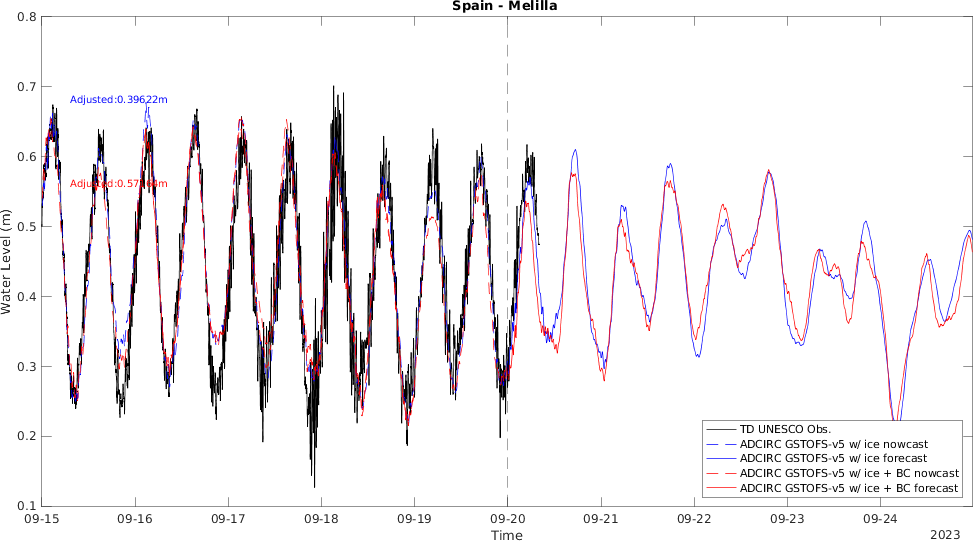 Spain - Melilla
0.8
0.7
0.6
0.5
0.4
0.3
0.2
0.1
Water Level (m)
Adjusted:0.39622m
TD UNESCO Obs.
ADCIRC GSTOFS-v5 w/ ice nowcast
ADCIRC GSTOFS-v5 w/ ice forecast
ADCIRC GSTOFS-v5 w/ ice + BC nowcast
ADCIRC GSTOFS-v5 w/ ice + BC forecast
09-15 09-16 09-17 09-18 09-19 09-20 09-21 09-22 09-23 09-24
Time
2023